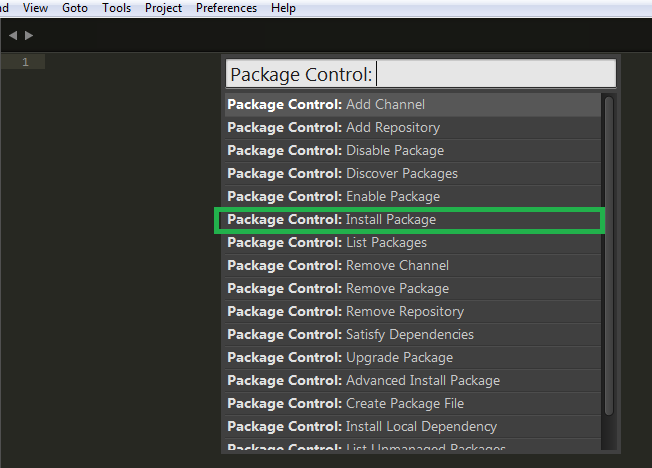 nd View Goto Tools Project Preferences Help
1
Package Control:
Package Control: Add Channel
Package Control: Add Repository
Package Control: Disable Package
Package Control: Discover Packages
Package Control: Enable Package
Package Control: Install Package
Package Control: List Packages
Package Control: Remove Channel
Package Control: Remove Package
Package Control: Remove Repository
Package Control: Satisfy Dependencies
Package Control: Upgrade Package
Package Control: Advanced Install Package
Package Control: Create Package File
Package Control: Install Local Dependency
Package Control: List Unmanaged Packages